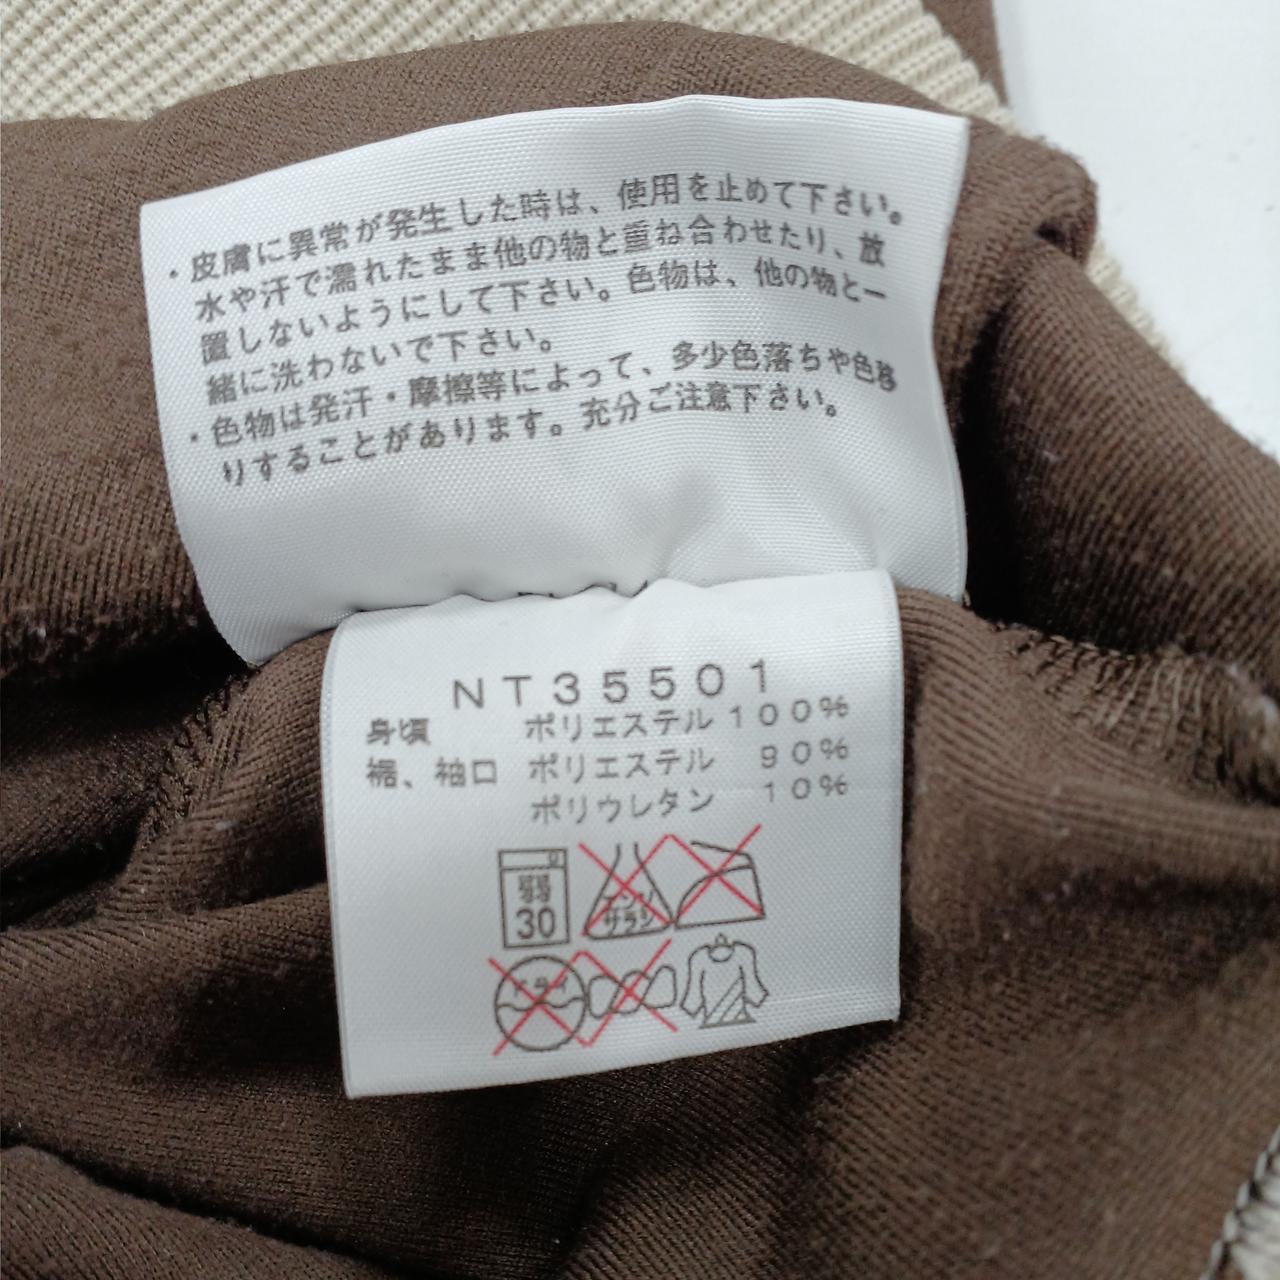 ・皮膚に異常が発生した時は、使用を止めて下さい。
水や汗で濡れたまま他の物と重ね合わせたり、放
置しないようにして下さい。色物は、他の物と一
緒に洗わないで下さい。
・色物は発汗・摩擦等によって、多少色落ちや色移
りすることがあります。充分ご注意下さい。
NT35501
身頃 ポリエステル 100%
裾、袖口 ポリエステル 90%
ポリウレタン 10%
弱
30
エンソ
サラシ
ドライ